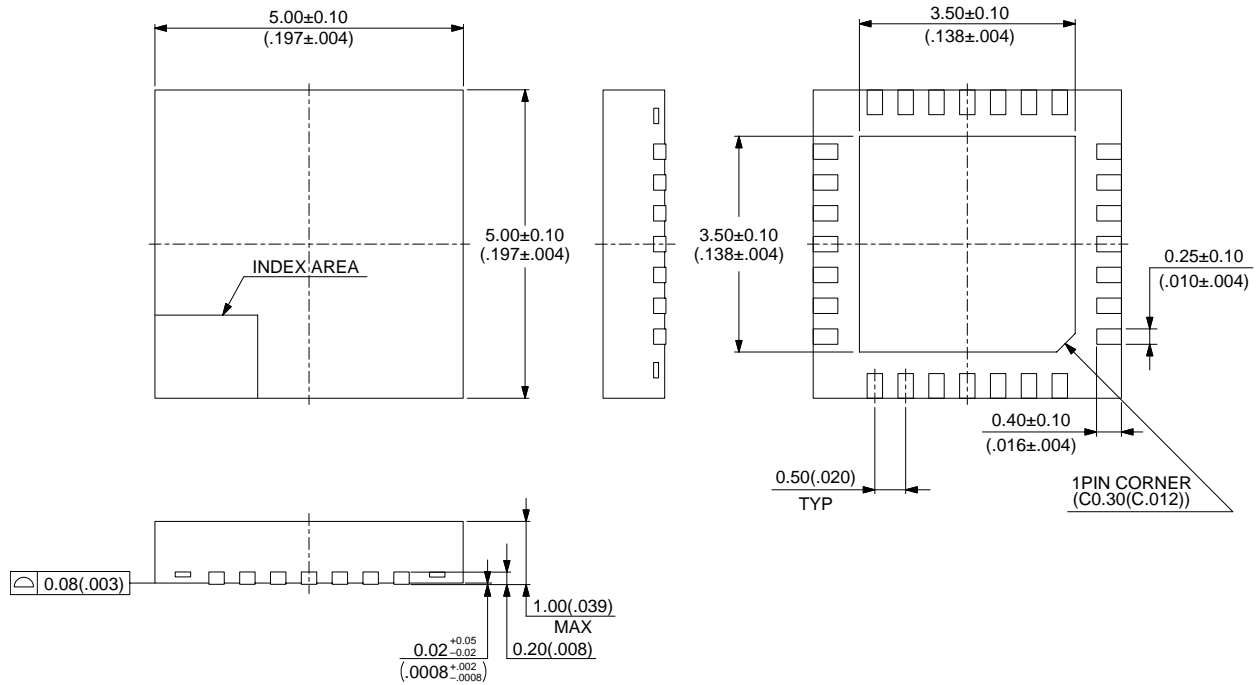 5.00±0.10
(.197±.004)
3.50±0.10
(.138±.004)
5.00±0.10
(.197±.004)
3.50±0.10
(.138±.004)
INDEX AREA
0.25±0.10
(.010±.004)
0.40±0.10
(.016±.004)
0.50(.020)
TYP
1PIN CORNER
(C0.30(C.012))
0.08(.003)
1.00(.039)
MAX
0.02 +0.05 −0.02
(.0008 +.002 −.0008)
0.20(.008)